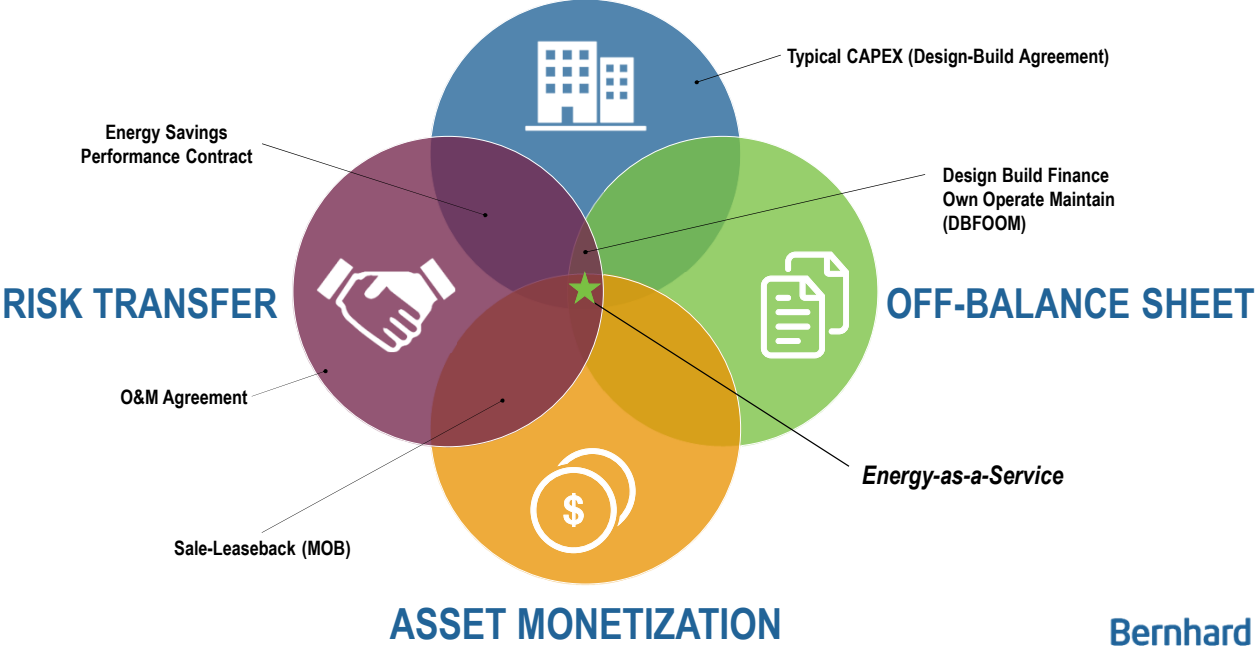 Typical CAPEX (Design-Build Agreement)
Energy Savings
Performance Contract
Design Build Finance
Own Operate Maintain
(DBFOOM)
RISK TRANSFER
OFF-BALANCE SHEET
O&M Agreement
Energy-as-a-Service
$
Sale-Leaseback (MOB)
ASSET MONETIZATION
Bernhard